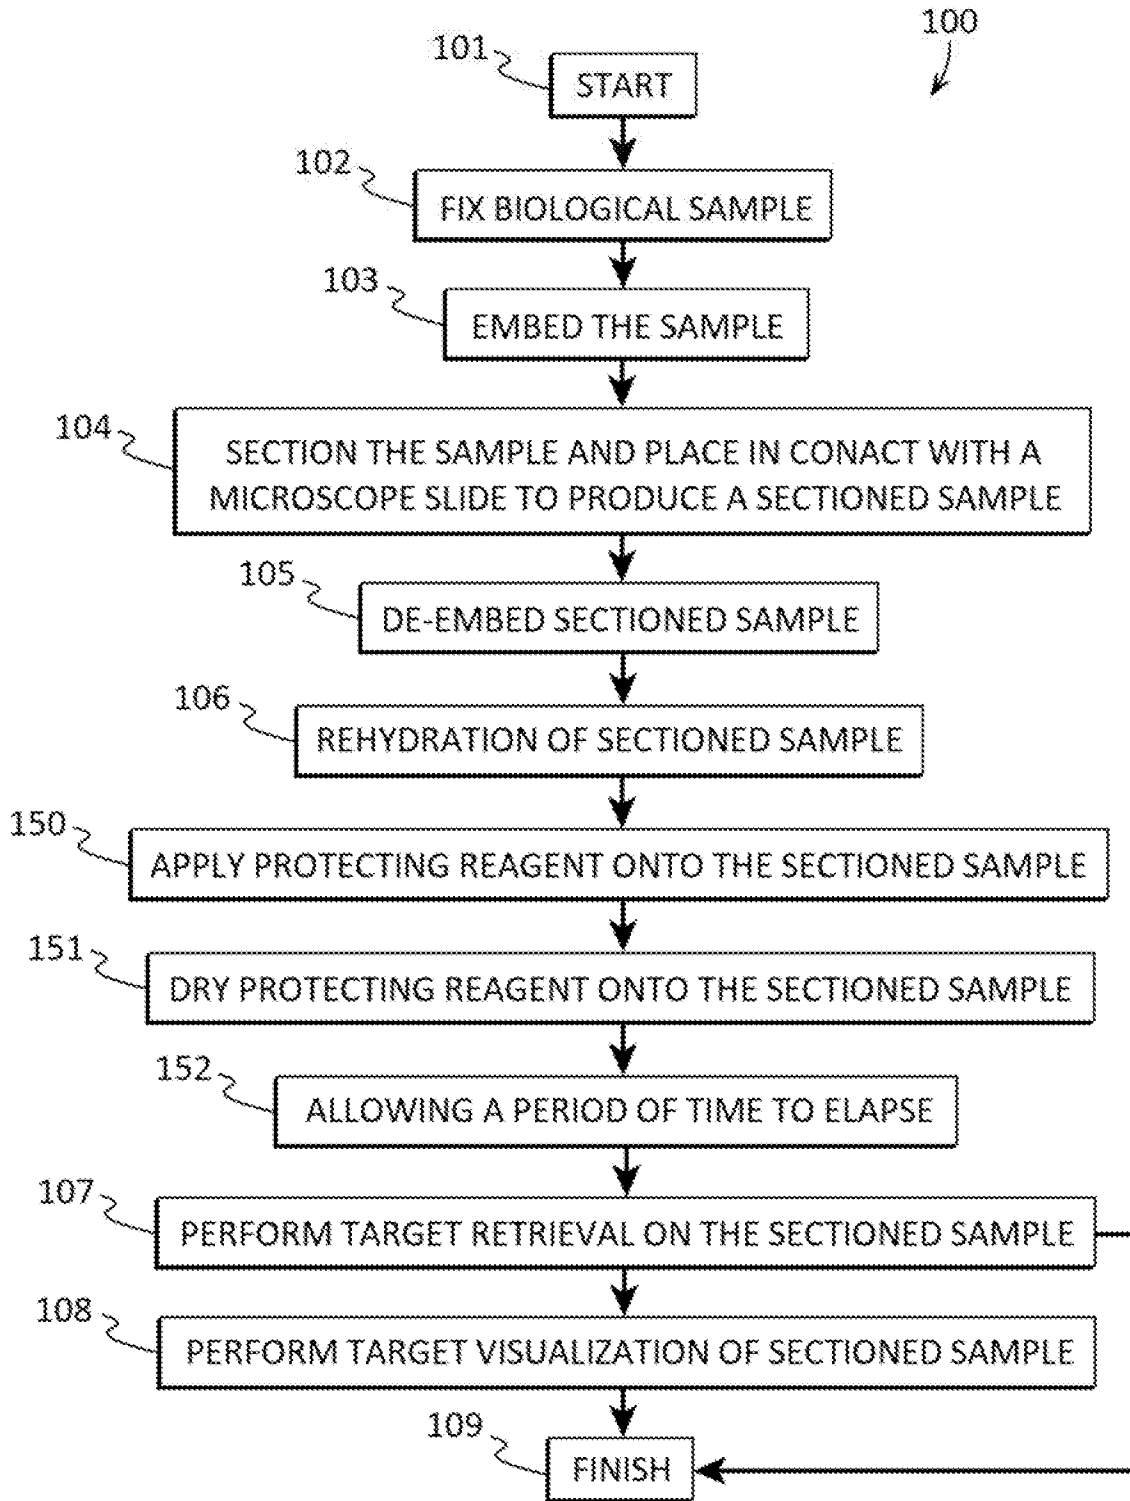 100
101
START
102
FIX BIOLOGICAL SAMPLE
103
EMBED THE SAMPLE
104
SECTION THE SAMPLE AND PLACE IN CONACT WITH A
MICROSCOPE SLIDE TO PRODUCE A SECTIONED SAMPLE
105
DE-EMBED SECTIONED SAMPLE
106
REHYDRATION OF SECTIONED SAMPLE
150
APPLY PROTECTING REAGENT ONTO THE SECTIONED SAMPLE
151
DRY PROTECTING REAGENT ONTO THE SECTIONED SAMPLE
152
ALLOWING A PERIOD OF TIME TO ELAPSE
107
PERFORM TARGET RETRIEVAL ON THE SECTIONED SAMPLE
108
PERFORM TARGET VISUALIZATION OF SECTIONED SAMPLE
109
FINISH